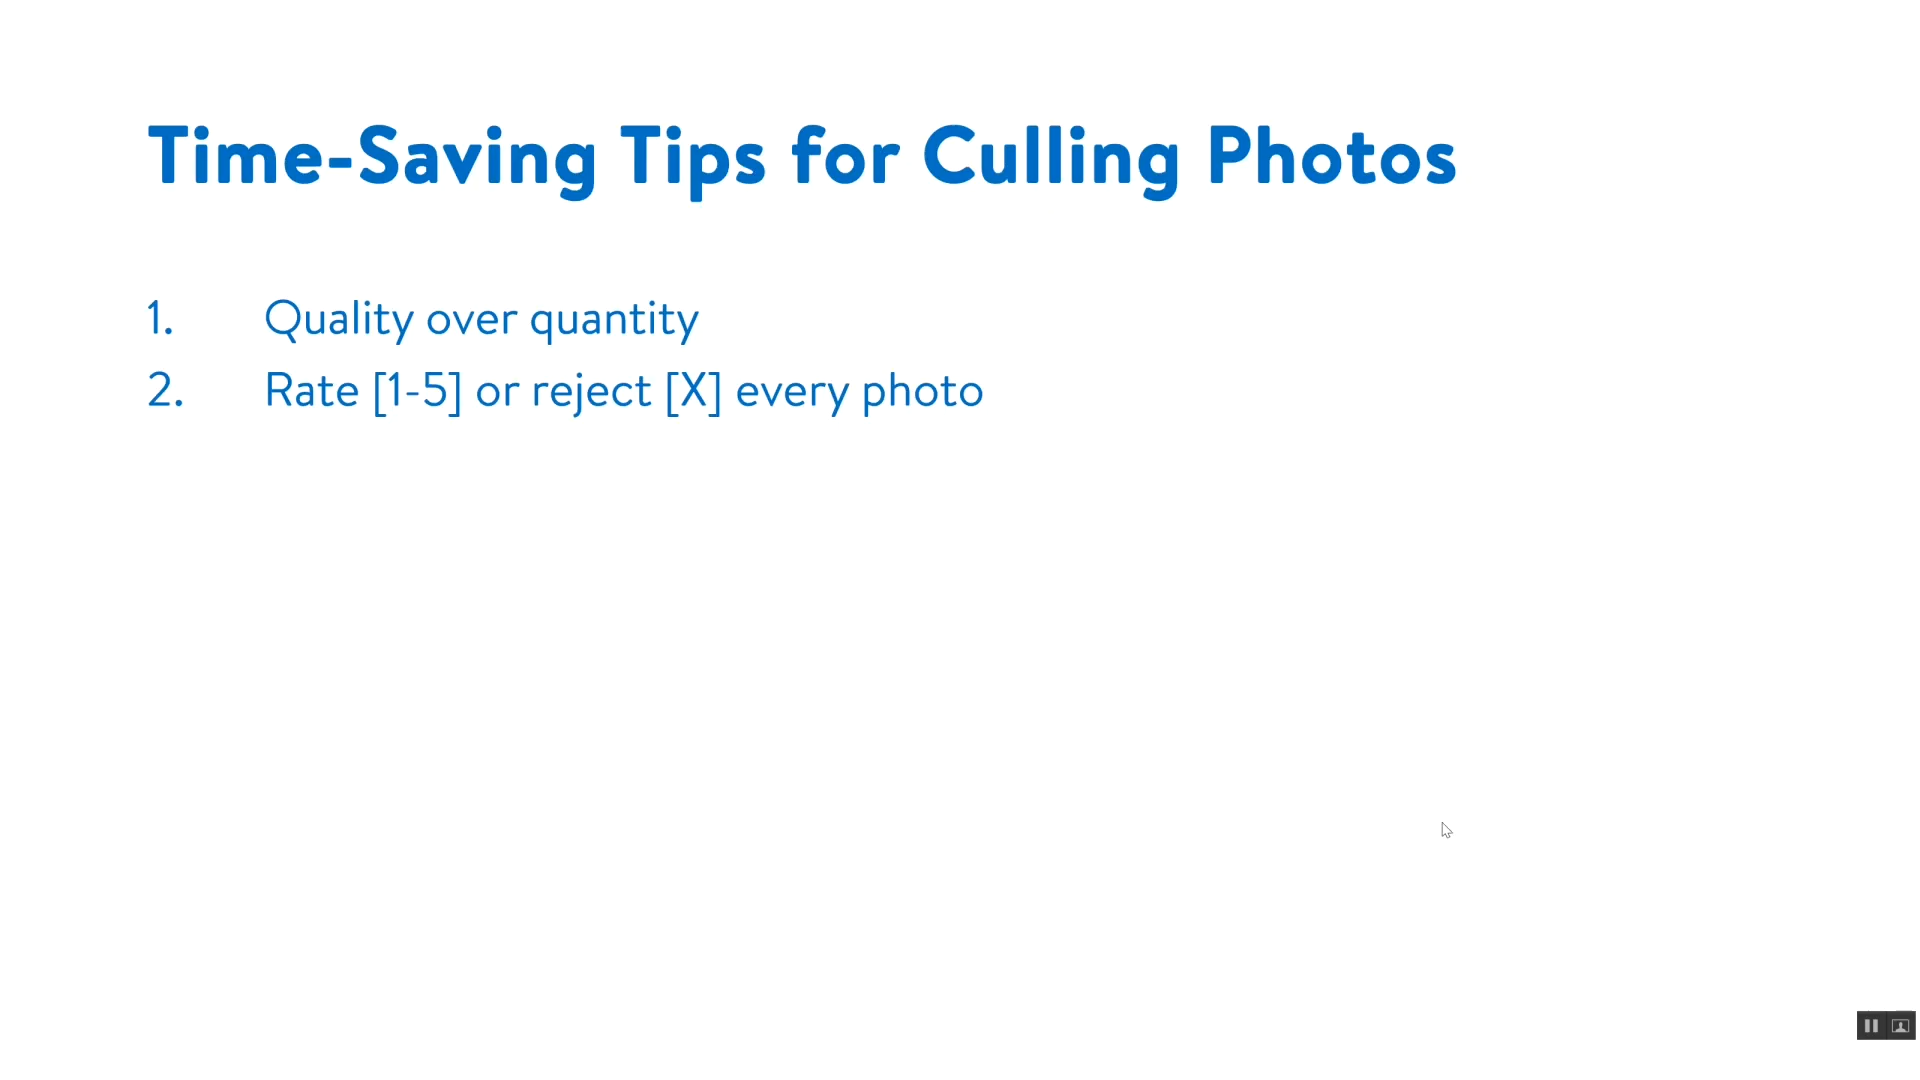 Time-Saving Tips for Culling Photos
1. Quality over quantity
2. Rate [1-5] or reject [X] every photo